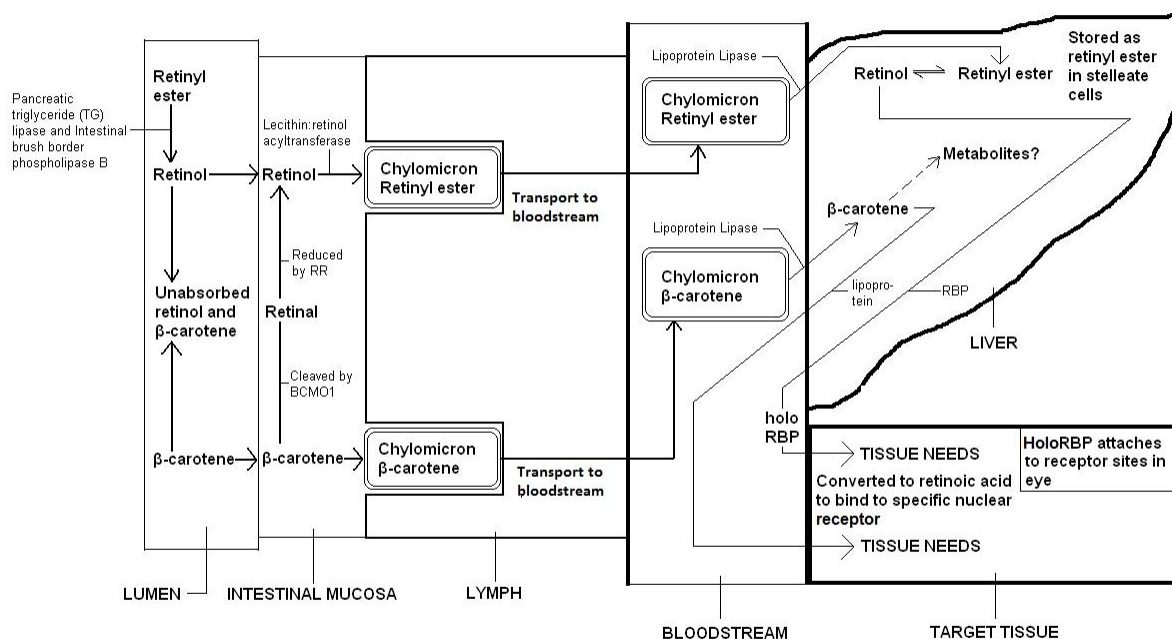 Retinyl
ester
Pancreatic
triglyceride (TG)
lipase and Intestinal
brush border
phospholipase B
Retinol
Unabsorbed
retinol and
β-carotene
β-carotene
LUMEN
Lecithin:retinol
acyltransferase
Retinol
Reduced
by RR
Retinal
Cleaved by
BCMO1
β-carotene
INTESTINAL MUCOSA
Chylomicron
Retinyl ester
Transport to
bloodstream
Chylomicron
β-carotene
Transport to
bloodstream
LYMPH
Lipoprotein Lipase
Chylomicron
Retinyl ester
Lipoprotein Lipase
Chylomicron
β-carotene
holo
RBP
BLOODSTREAM
Retinol
Retinyl ester
Stored as
retinyl ester
in stelleate
cells
Metabolites?
β-carotene
lipopro-
tein
RBP
LIVER
TISSUE NEEDS
HoloRBP attaches
to receptor sites in
eye
Converted to retinoic acid
to bind to specific nuclear
receptor
TISSUE NEEDS
TARGET TISSUE